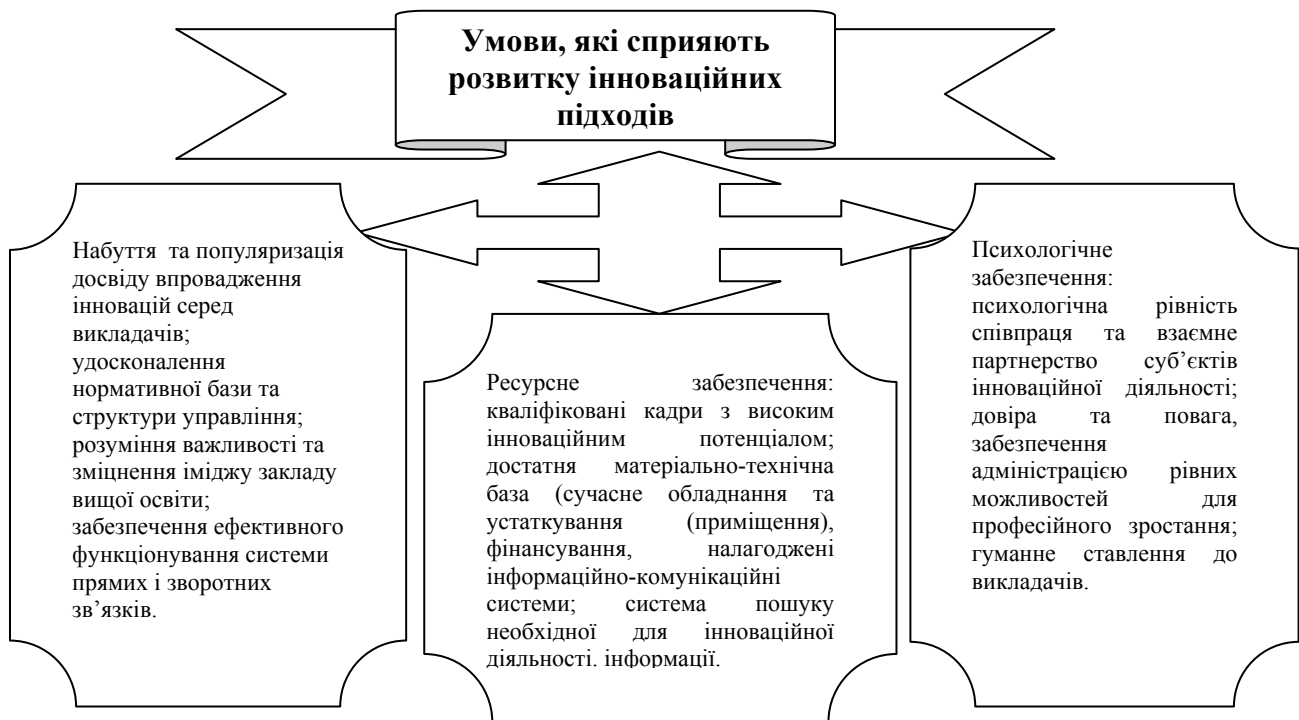 Умови, які сприяють
розвитку інноваційних
підходів
Набуття та популяризація
досвіду впровадження
інновацій серед
викладачів;
удосконалення
нормативної бази та
структури управління;
розуміння важливості та
зміцнення іміджу закладу
вищої освіти;
забезпечення ефективного
функціонування системи
прямих і зворотних
зв’язків.
Ресурсне забезпечення:
кваліфіковані кадри з високим
інноваційним потенціалом;
достатня матеріально-технічна
база (сучасне обладнання та
устаткування (приміщення),
фінансування, налагоджені
інформаційно-комунікаційні
системи; система пошуку
необхідної для інноваційної
діяльності. інформації.
Психологічне
забезпечення:
психологічна рівність
співпраця та взаємне
партнерство суб’єктів
інноваційної діяльності;
довіра та повага,
забезпечення
адміністрацією рівних
можливостей для
професійного зростання;
гуманне ставлення до
викладачів.